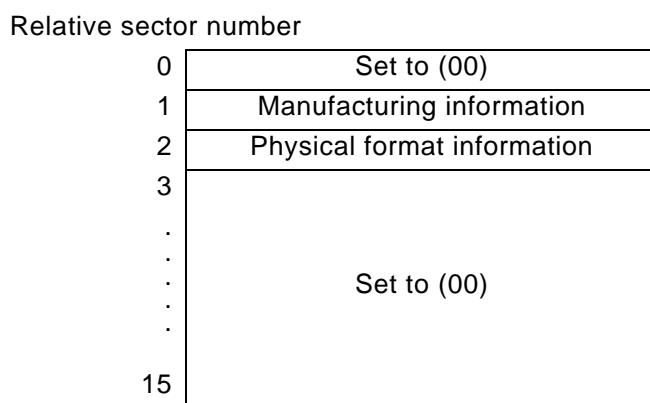 Relative sector number
0 Set to (00)
1 Manufacturing information
2 Physical format information
3
.
.
. Set to (00)
.
.
15